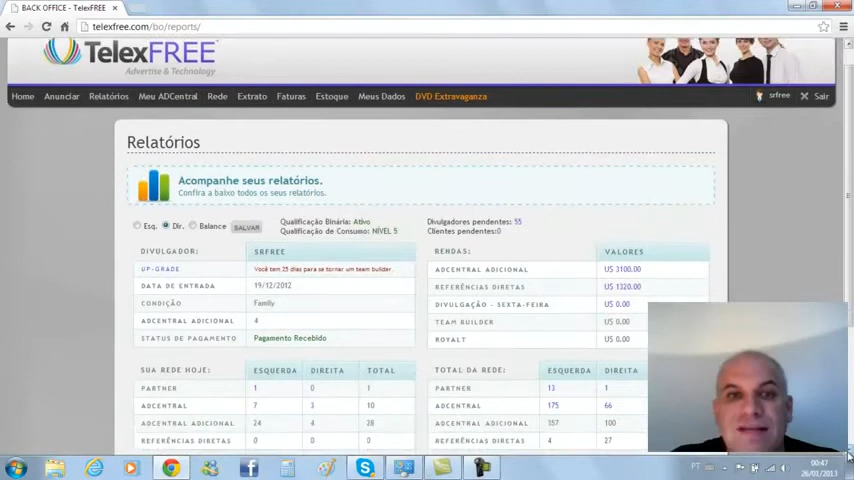 BACK OFFICE - TelexFREE
telexfree.com/bo/reports/
TelexFREE
Advertise & Technology
Home Anunciar Relatórios Meu ADCentral Rede Extrato Faturas Estoque Meus Dados DVD Extravaganza srfree Sair
Relatórios
Acompanhe seus relatórios.
Confira a baixo todos os seus relatórios.
Esq. Dir. Balance SALVAR
Qualificação Binária: Ativo
Qualificação de Consumo: NÍVEL 5
Divulgadores pendentes: 55
Clientes pendentes:0
DIVULGADOR: SRFREE
UP-GRADE Você tem 25 dias para se tornar um team builder.
DATA DE ENTRADA 19/12/2012
CONDIÇÃO Family
ADCENTRAL ADICIONAL 4
STATUS DE PAGAMENTO Pagamento Recebido
RENDAS: VALORES
ADCENTRAL ADICIONAL U$ 3100.00
REFERÊNCIAS DIRETAS U$ 1320.00
DIVULGAÇÃO - SEXTA-FEIRA U$ 0.00
TEAM BUILDER U$ 0.00
ROYALT U$ 0.00
SUA REDE HOJE: ESQUERDA DIREITA TOTAL
PARTNER 1 0 1
ADCENTRAL 7 3 10
ADCENTRAL ADICIONAL 24 4 28
REFERÊNCIAS DIRETAS 0 0 0
TOTAL DA REDE: ESQUERDA DIREITA
PARTNER 13 1
ADCENTRAL 175 66
ADCENTRAL ADICIONAL 357 100
REFERÊNCIAS DIRETAS 4 27
PT
00:47
26/01/2013